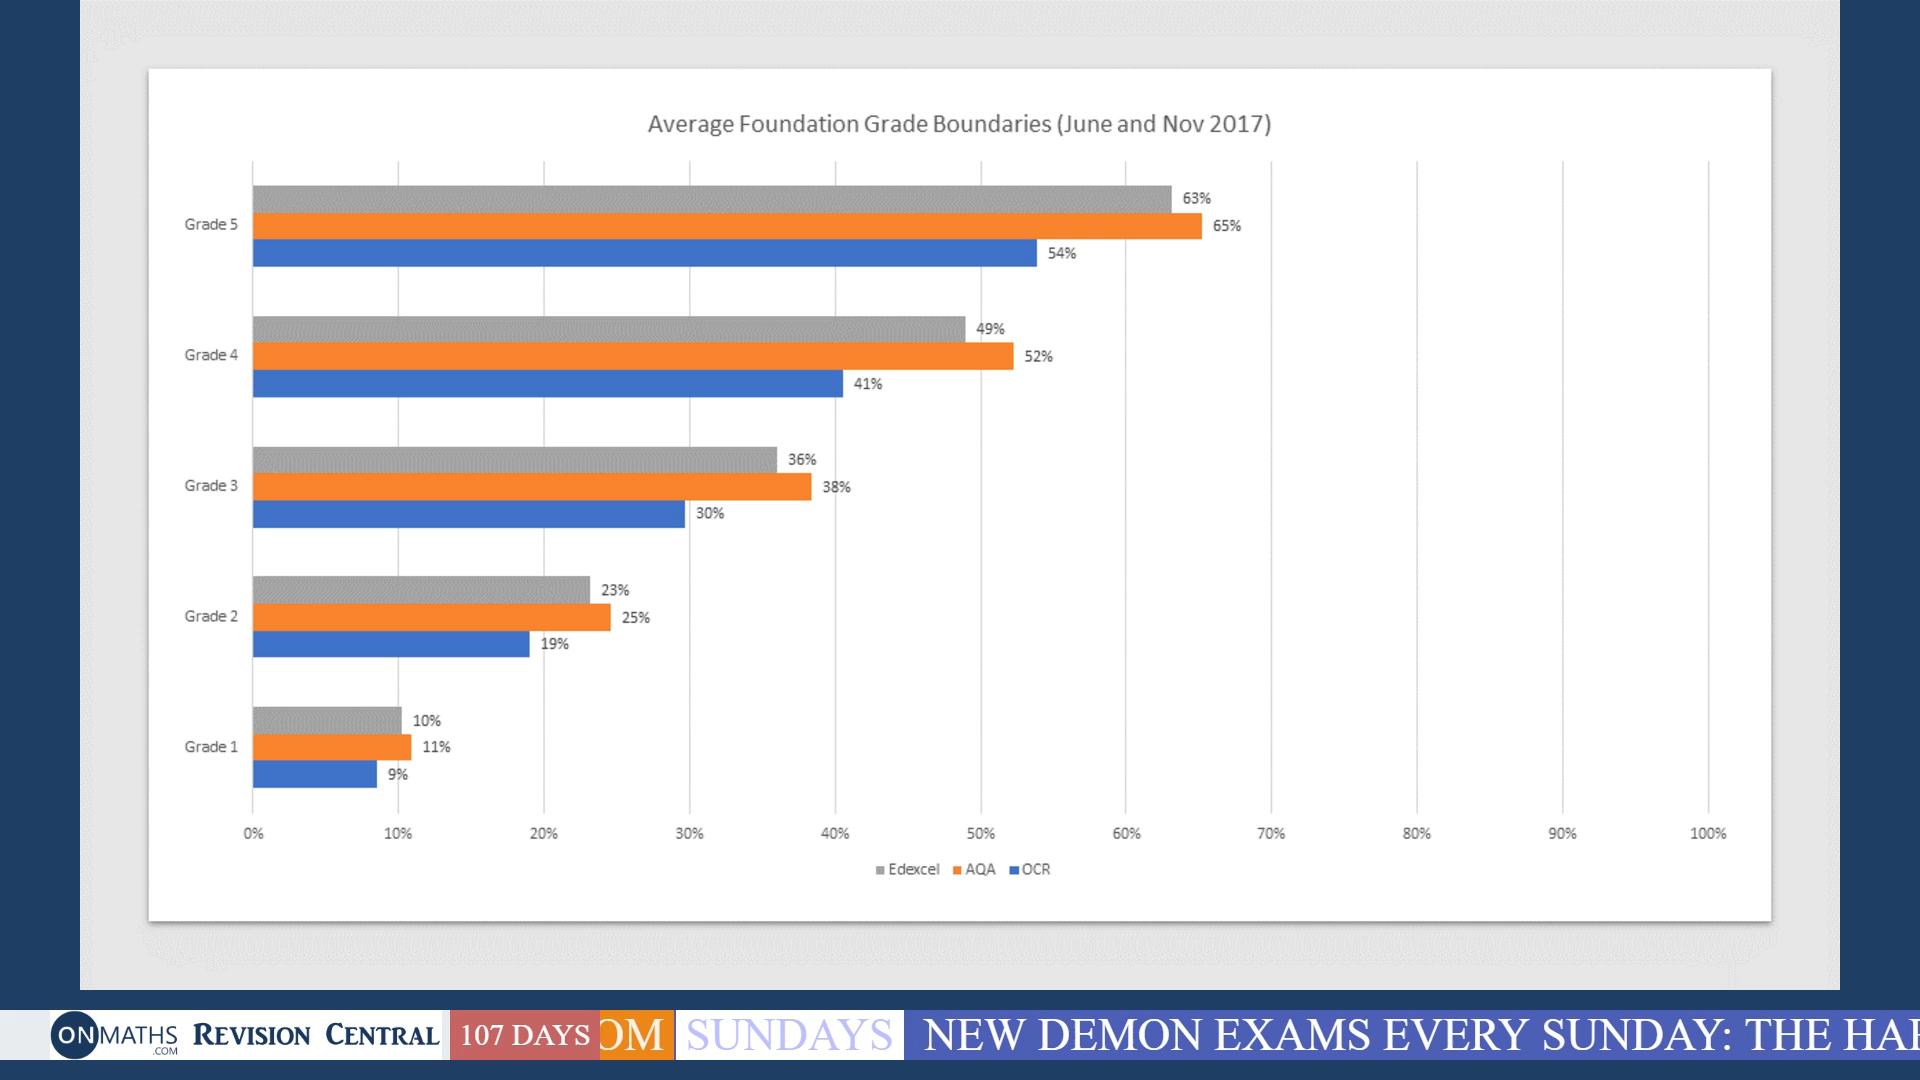 Average Foundation Grade Boundaries (June and Nov 2017)
Grade 5
63%
65%
54%
Grade 4
49%
52%
41%
Grade 3
36%
38%
30%
Grade 2
23%
25%
19%
Grade 1
10%
11%
9%
0% 10% 20% 30% 40% 50% 60% 70% 80% 90% 100%
Edexcel AQA OCR
ONMATHS.COM REVISION CENTRAL 107 DAYS OM SUNDAYS NEW DEMON EXAMS EVERY SUNDAY: THE